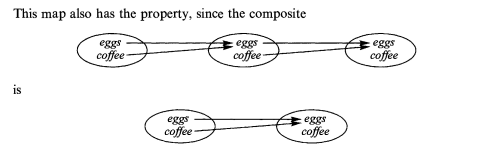 This map also has the property, since the composite
eggs eggs eggs
coffee coffee coffee
is
eggs eggs
coffee coffee